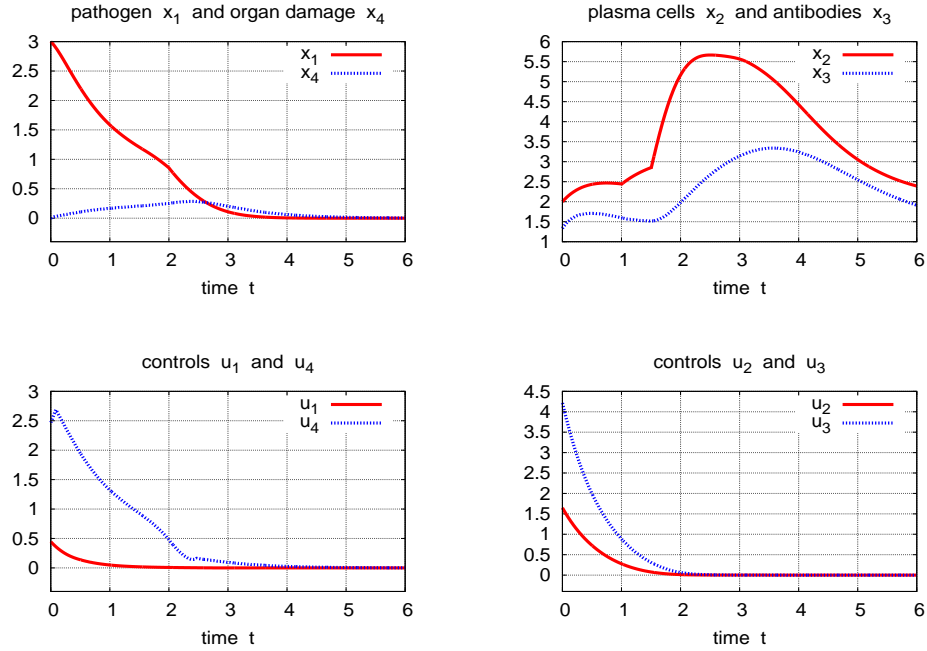 pathogen x1 and organ damage x4
3
2.5
2
1.5
1
0.5
0
x1
x4
0 1 2 3 4 5 6
time t
plasma cells x2 and antibodies x3
6
5.5
5
4.5
4
3.5
3
2.5
2
1.5
1
x2
x3
0 1 2 3 4 5 6
time t
controls u1 and u4
3
2.5
2
1.5
1
0.5
0
u1
u4
0 1 2 3 4 5 6
time t
controls u2 and u3
4.5
4
3.5
3
2.5
2
1.5
1
0.5
0
u2
u3
0 1 2 3 4 5 6
time t